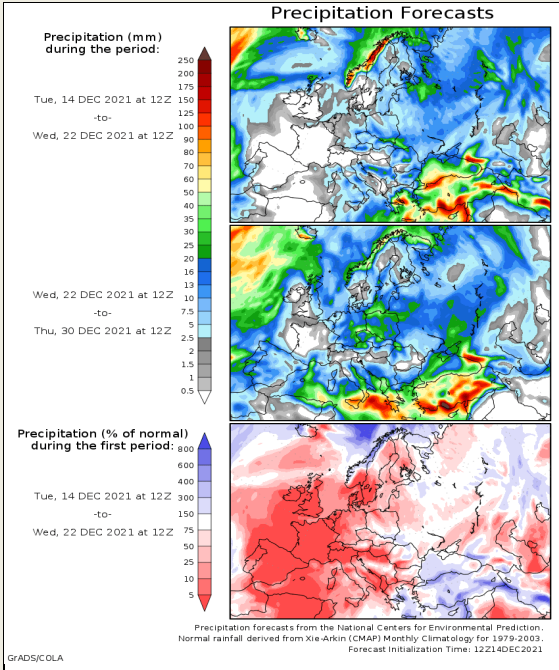 Precipitation Forecasts
Precipitation (mm)
during the period:
Tue, 14 DEC 2021 at 12Z
-to-
Wed, 22 DEC 2021 at 12Z
250
200
175
150
125
100
90
80
70
60
50
40
35
30
25
20
16
13
10
7.5
5
3
2.5
2
1.5
1
0.5
Wed, 22 DEC 2021 at 12Z
-to-
Thu, 30 DEC 2021 at 12Z
Precipitation (% of normal)
during the first period:
Tue, 14 DEC 2021 at 12Z
-to-
Wed, 22 DEC 2021 at 12Z
800
600
400
300
150
75
50
25
10
5
Precipitation forecasts from the National Centers for Environmental Prediction.
Normal rainfall derived from Xie-Arkin (CMAP) Monthly Climatology for 1979-2003.
Forecast Initialization Time: 12Z14DEC2021
GrADS/COLA